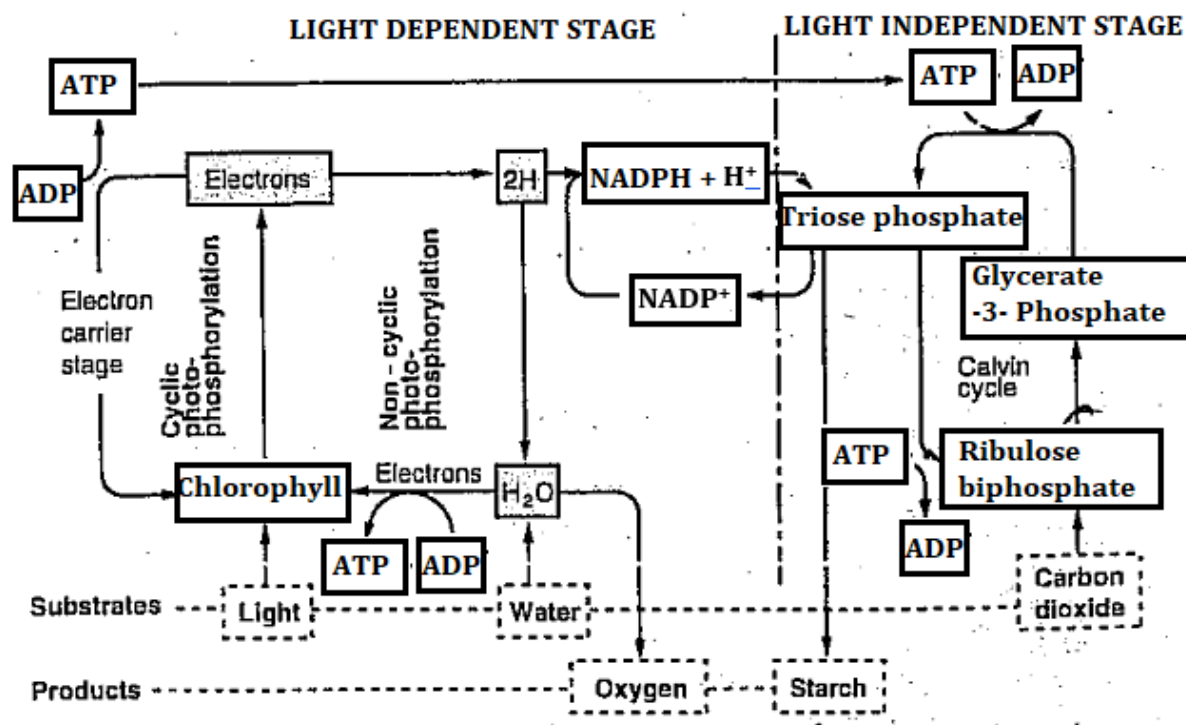 LIGHT DEPENDENT STAGE
LIGHT INDEPENDENT STAGE
ATP
ATP
ADP
ADP
Electrons
2H
NADPH + H+
Triose phosphate
NADP+
Glycerate
-3- Phosphate
Electron
carrier
stage
Cyclic
photo-
phosphorylation
Non-cyclic
photo-
phosphorylation
Calvin
cycle
Chlorophyll
Electrons
H₂O
ATP
Ribulose
biphosphate
ATP
ADP
ADP
Substrates
Light
Water
Carbon
dioxide
Products
Oxygen
Starch